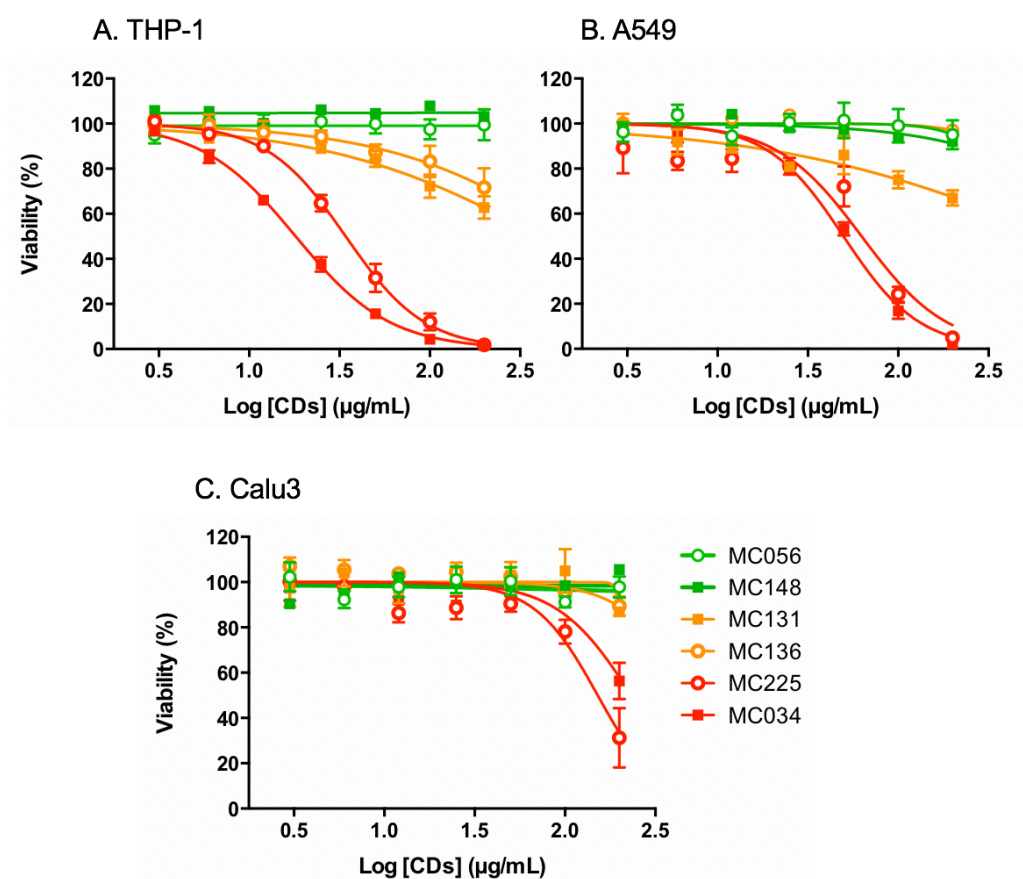 A. THP-1
B. A549
120
100
80
60
40
20
0
Viability (%)
0.5 1.0 1.5 2.0 2.5
Log [CDs] (µg/mL)
120
100
80
60
40
20
0
0.5 1.0 1.5 2.0 2.5
Log [CDs] (µg/mL)
C. Calu3
120
100
80
60
40
20
0
Viability (%)
0.5 1.0 1.5 2.0 2.5
Log [CDs] (µg/mL)
MC056
MC148
MC131
MC136
MC225
MC034